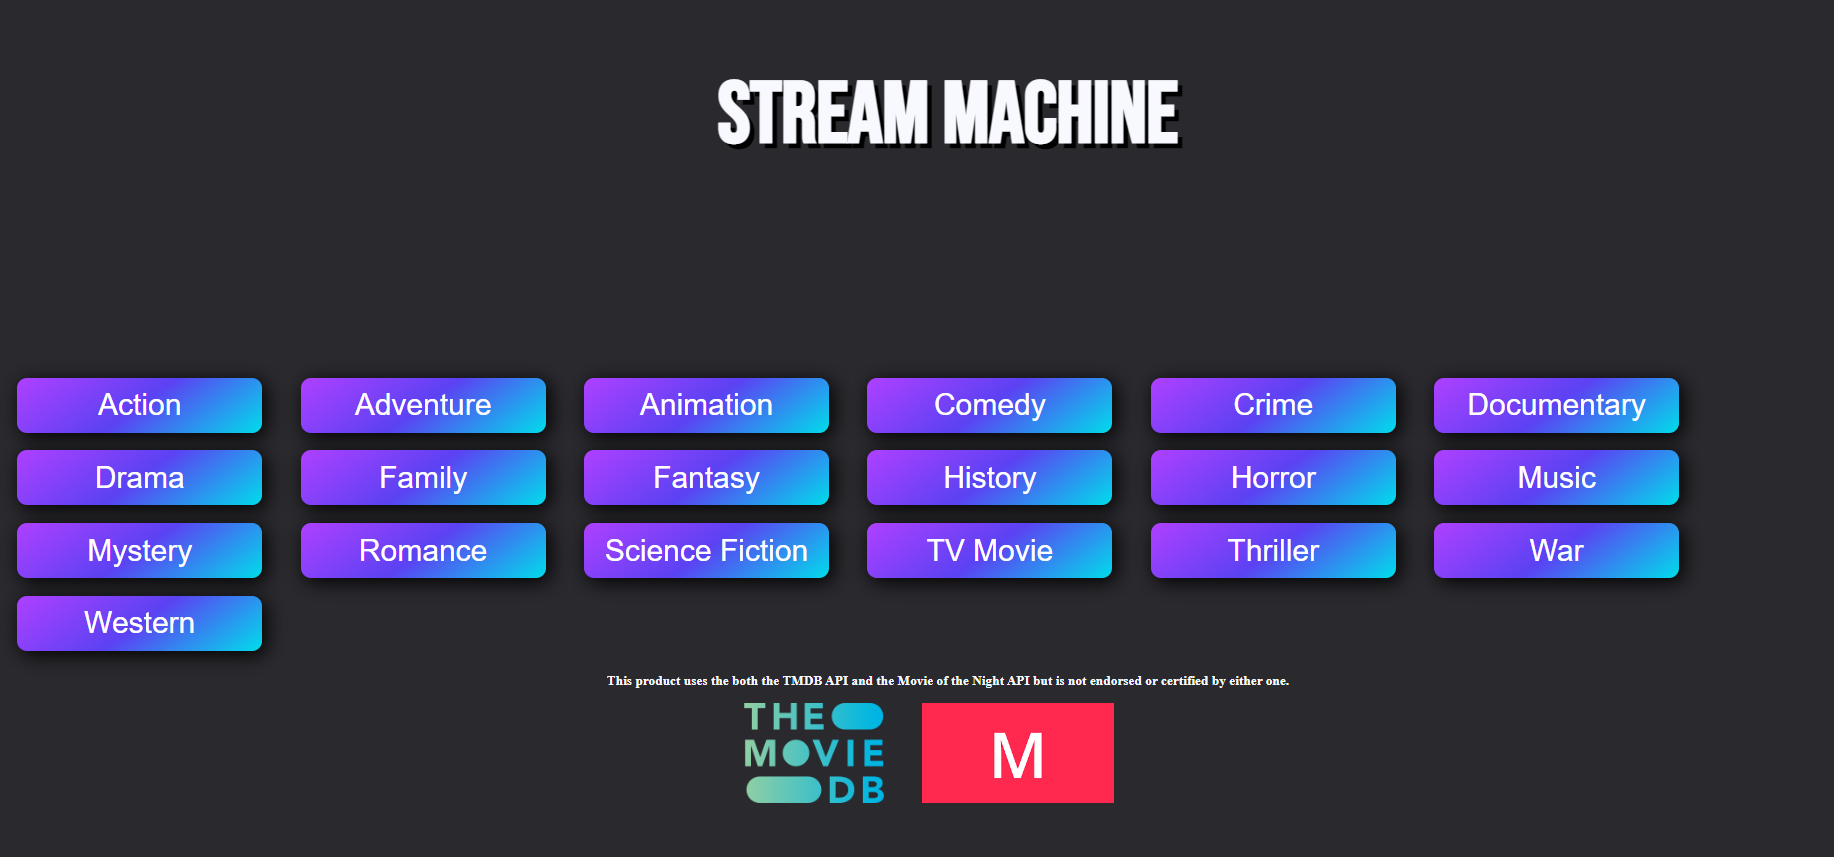 STREAM MACHINE
Action Adventure Animation Comedy Crime Documentary
Drama Family Fantasy History Horror Music
Mystery Romance Science Fiction TV Movie Thriller War
Western
This product uses the both the TMDB API and the Movie of the Night API but is not endorsed or certified by either one.
THE
MOVIE
DB
M